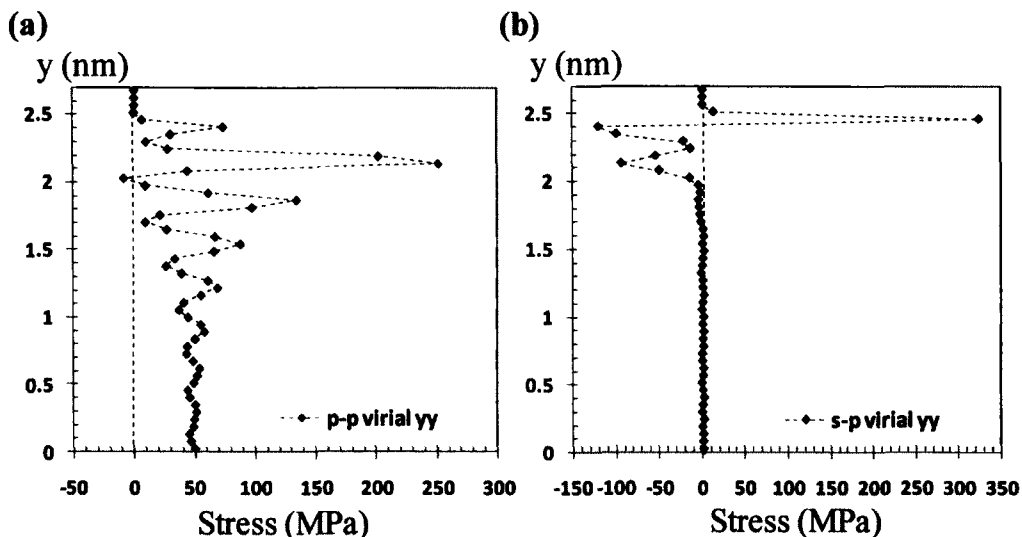 (a)
y (nm)
2.5
2
1.5
1
0.5
0
p-p virial yy
-50 0 50 100 150 200 250 300
Stress (MPa)
(b)
y (nm)
2.5
2
1.5
1
0.5
0
s-p virial yy
-150 -100 -50 0 50 100 150 200 250 300 350
Stress (MPa)